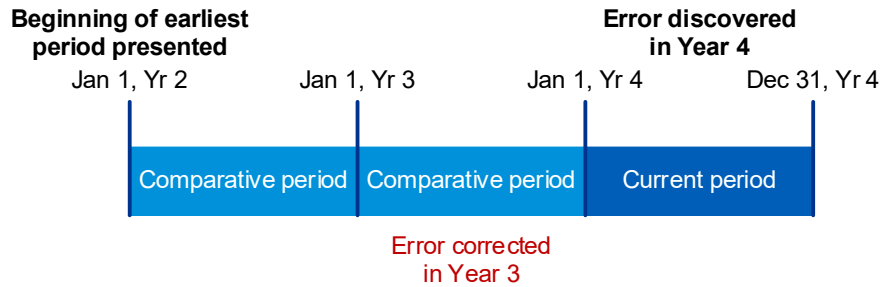 Beginning of earliest
period presented
Error discovered
in Year 4
Jan 1, Yr 2
Jan 1, Yr 3
Jan 1, Yr 4
Dec 31, Yr 4
Comparative period
Comparative period
Current period
Error corrected
in Year 3